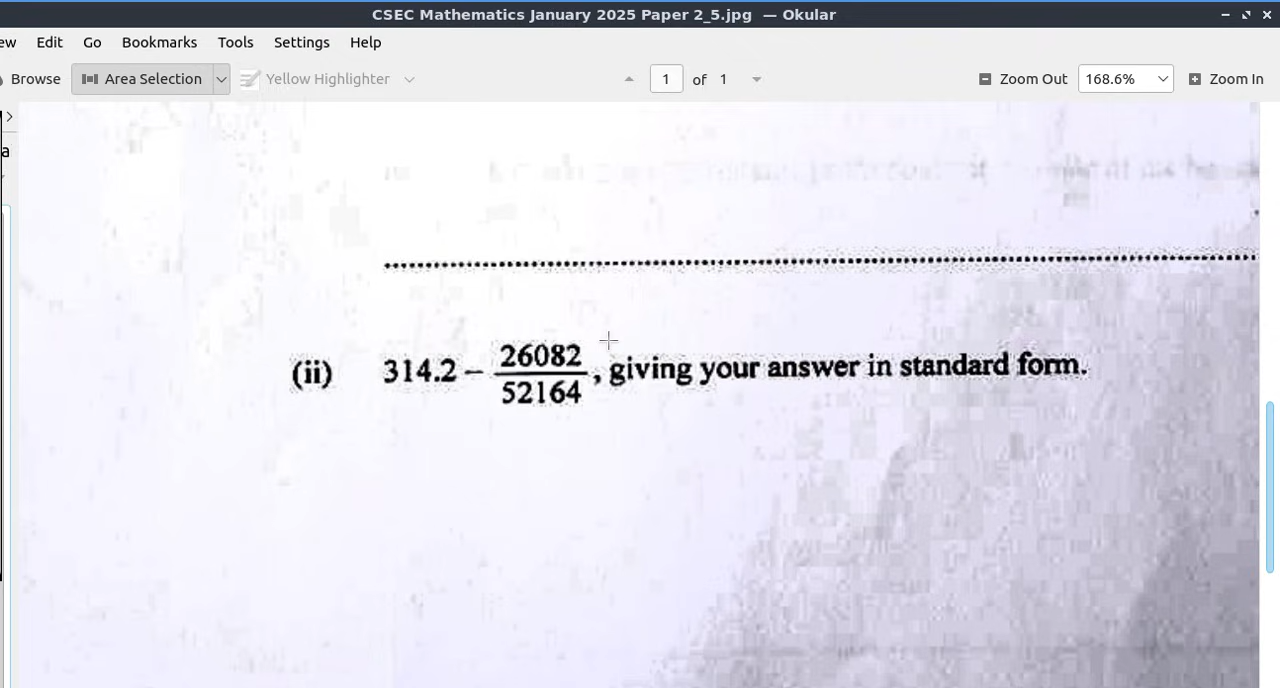 CSEC Mathematics January 2025 Paper 2_5.jpg — Okular
ew Edit Go Bookmarks Tools Settings Help
Browse Area Selection Yellow Highlighter 1 of 1 Zoom Out 168.6% Zoom In
a
(ii) 314.2 – 26082/52164, giving your answer in standard form.